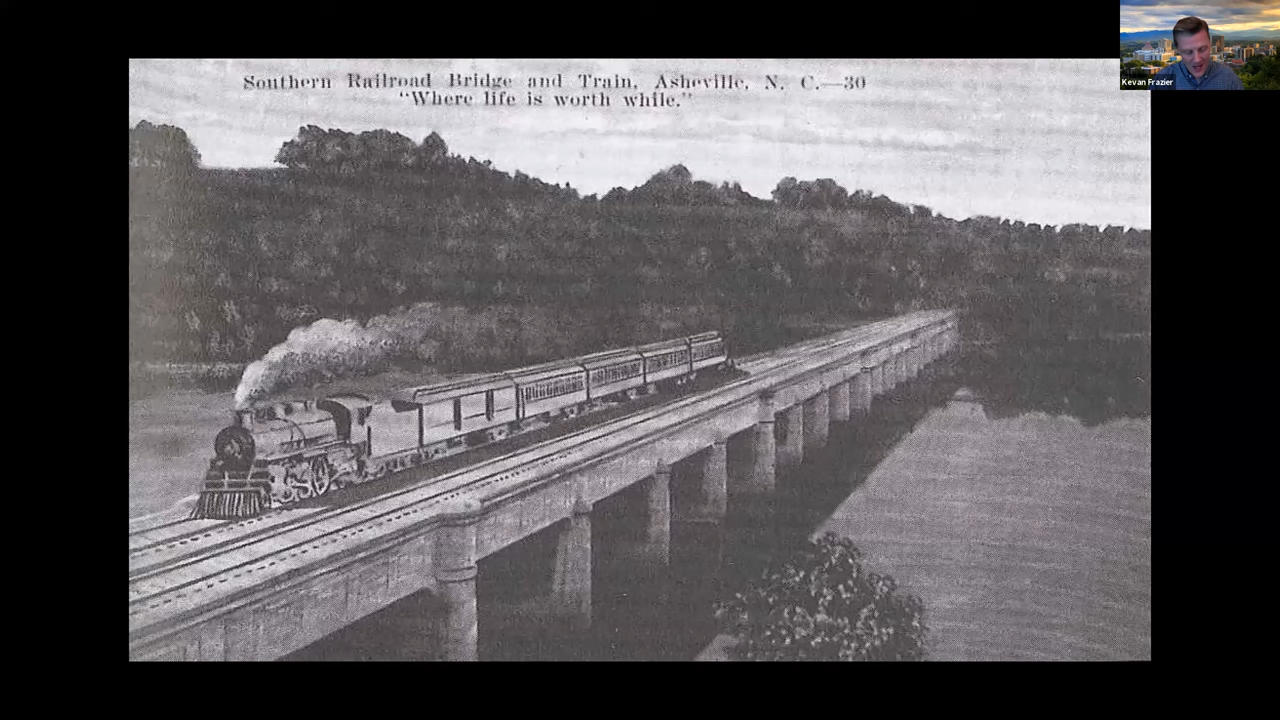 Southern Railroad Bridge and Train, Asheville, N. C.—30
“Where life is worth while.”
Kevan Frazier